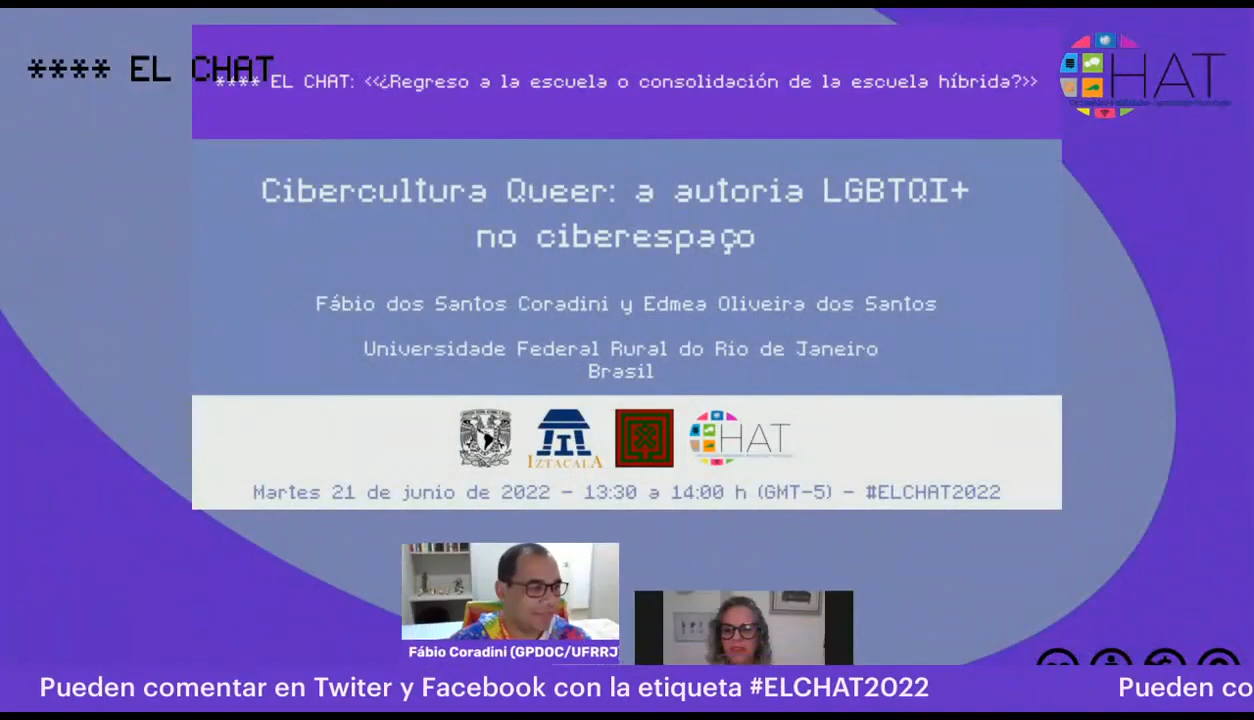 **** EL CHAT
**** EL CHAT: <<¿Regreso a la escuela o consolidación de la escuela híbrida?>>
HAT
Cibercultura Queer: a autoria LGBTQI+
no ciberespaço
Fábio dos Santos Coradini y Edmea Oliveira dos Santos
Universidade Federal Rural do Rio de Janeiro
Brasil
IZTACALA
HAT
Martes 21 de junio de 2022 - 13:30 a 14:00 h (GMT-5) - #ELCHAT2022
Fábio Coradini (GPDOC/UFRRJ)
Pueden comentar en Twiter y Facebook con la etiqueta #ELCHAT2022
Pueden co